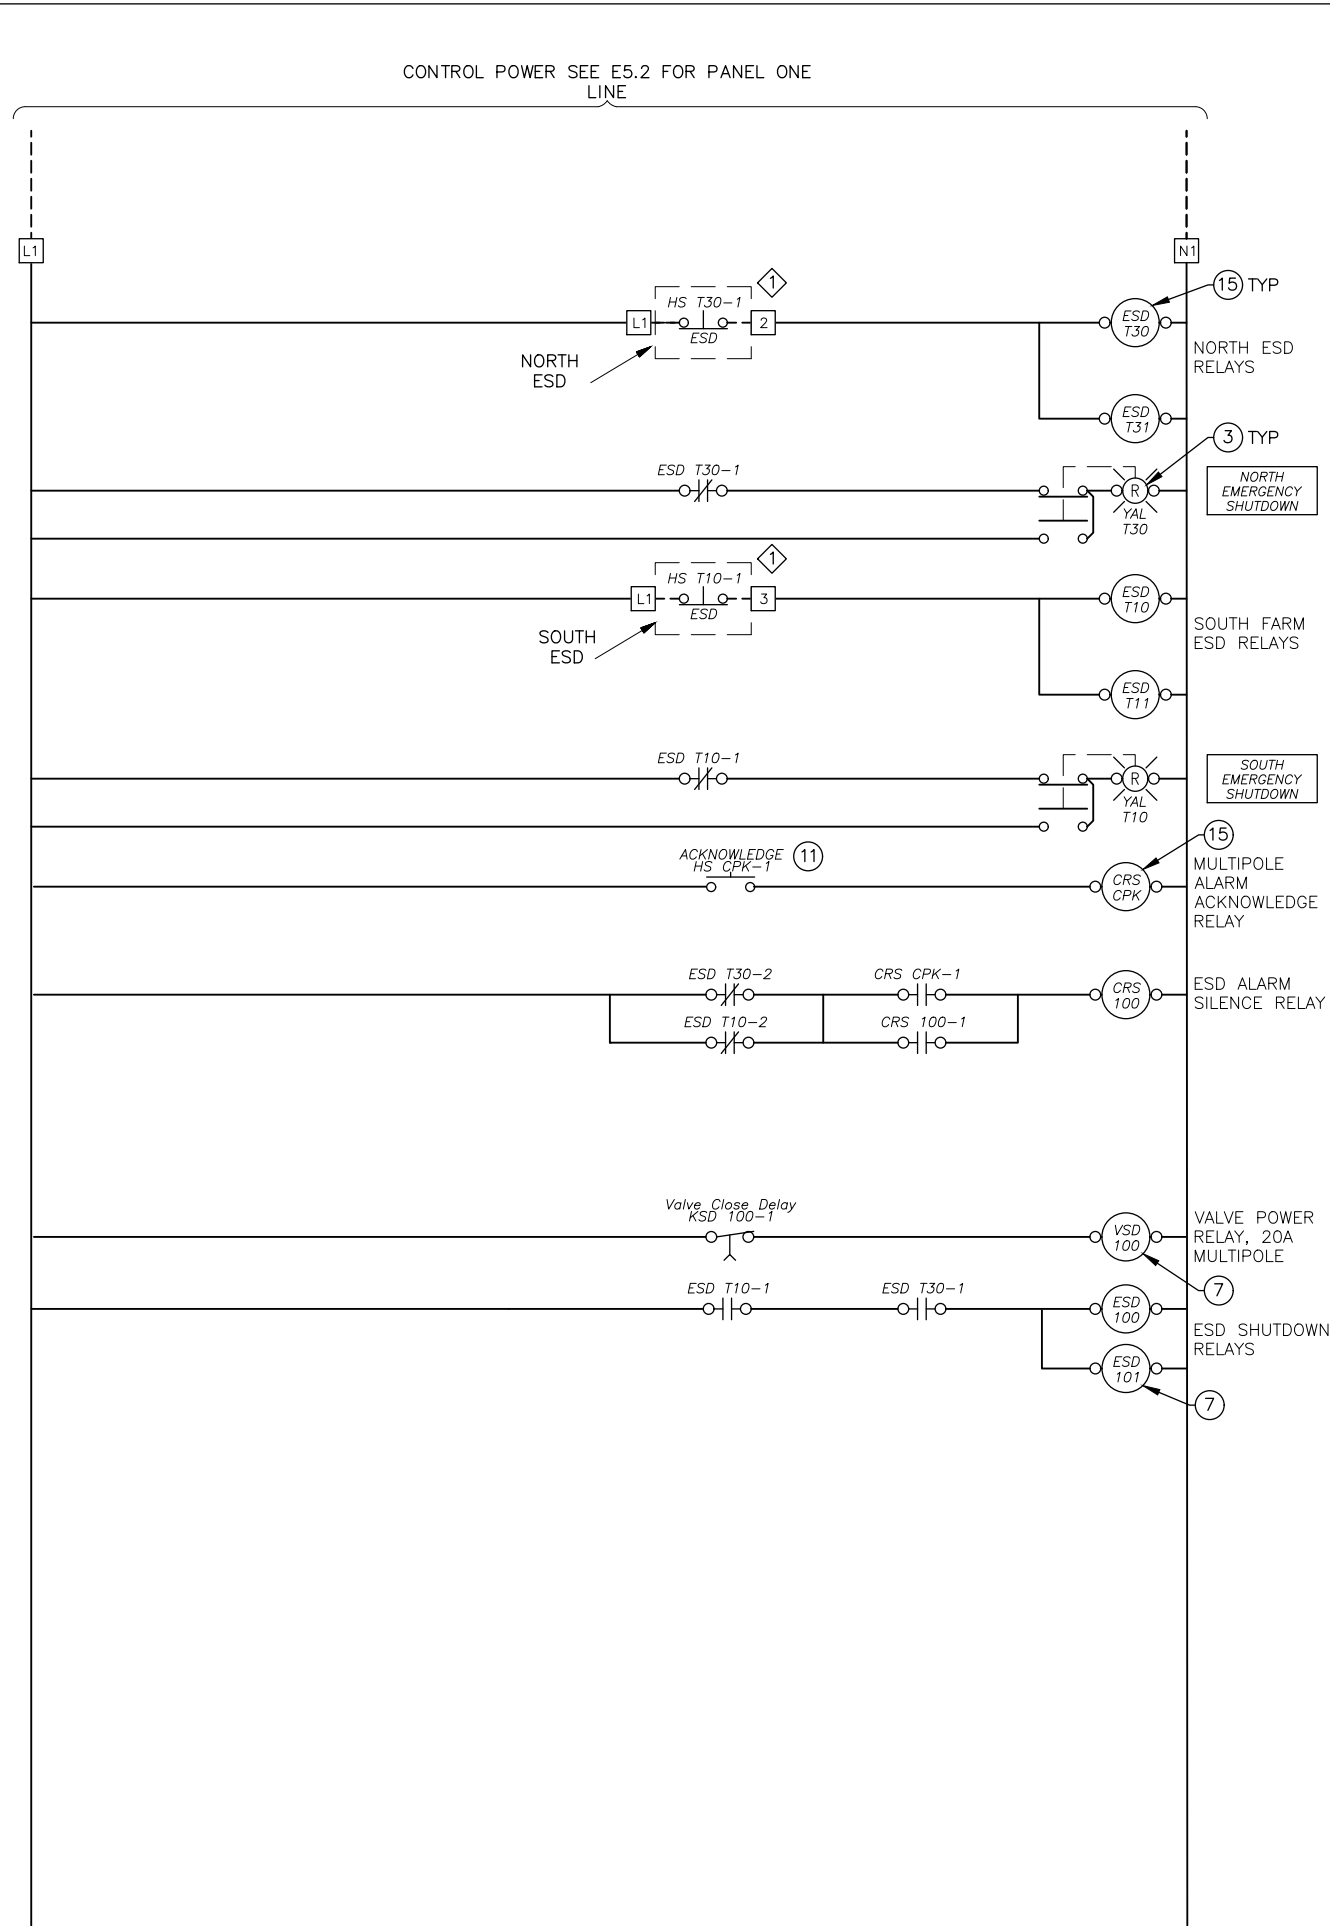 CONTROL POWER SEE E5.2 FOR PANEL ONE
LINE
L1
N1
1
15 TYP
HS T30-1
L1
2
ESD
ESD
T30
NORTH
ESD
NORTH ESD
RELAYS
ESD
T31
3 TYP
ESD T30-1
R
YAL
T30
NORTH
EMERGENCY
SHUTDOWN
1
HS T10-1
L1
3
ESD
ESD
T10
SOUTH
ESD
SOUTH FARM
ESD RELAYS
ESD
T11
ESD T10-1
R
YAL
T10
SOUTH
EMERGENCY
SHUTDOWN
15
ACKNOWLEDGE
HS CPK-1
11
CRS
CPK
MULTIPOLE
ALARM
ACKNOWLEDGE
RELAY
ESD T30-2
CRS CPK-1
CRS
100
ESD ALARM
SILENCE RELAY
ESD T10-2
CRS 100-1
Valve Close Delay
KSD 100-1
VSD
100
VALVE POWER
RELAY, 20A
MULTIPOLE
7
ESD T10-1
ESD T30-1
ESD
100
ESD SHUTDOWN
RELAYS
ESD
101
7